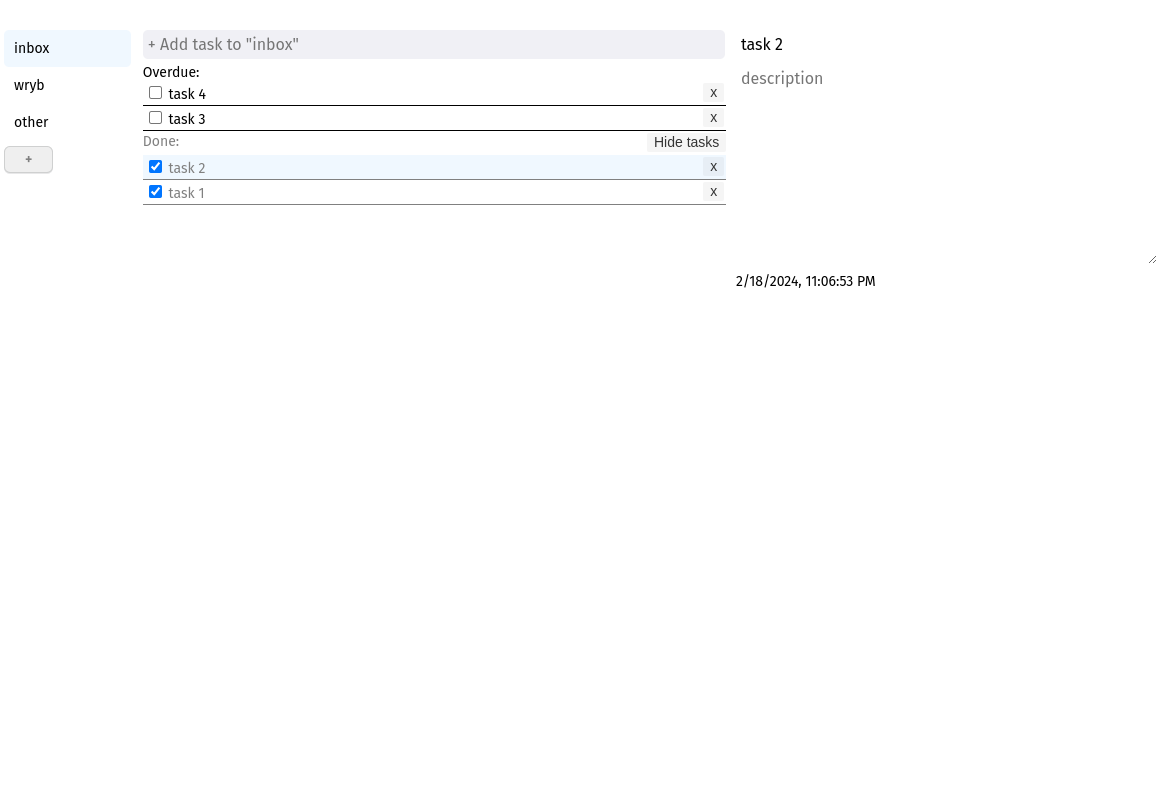 inbox
wryb
other
+
+ Add task to "inbox"
Overdue:
task 4 x
task 3 x
Done: Hide tasks
task 2 x
task 1 x
task 2
description
2/18/2024, 11:06:53 PM